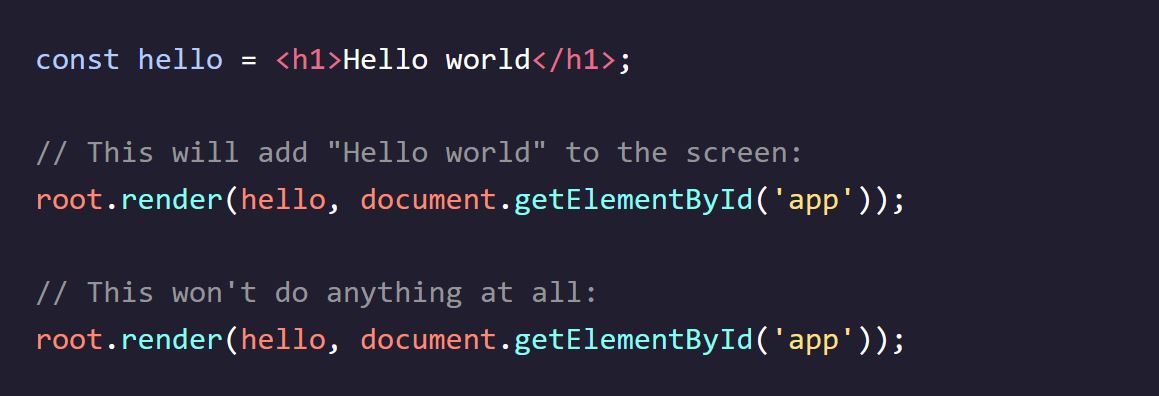 const hello = <h1>Hello world</h1>;
// This will add "Hello world" to the screen:
root.render(hello, document.getElementById('app'));
// This won't do anything at all:
root.render(hello, document.getElementById('app'));